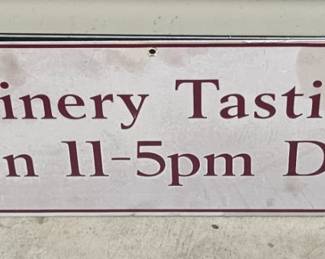 inery Tasti
n 11-5pm D